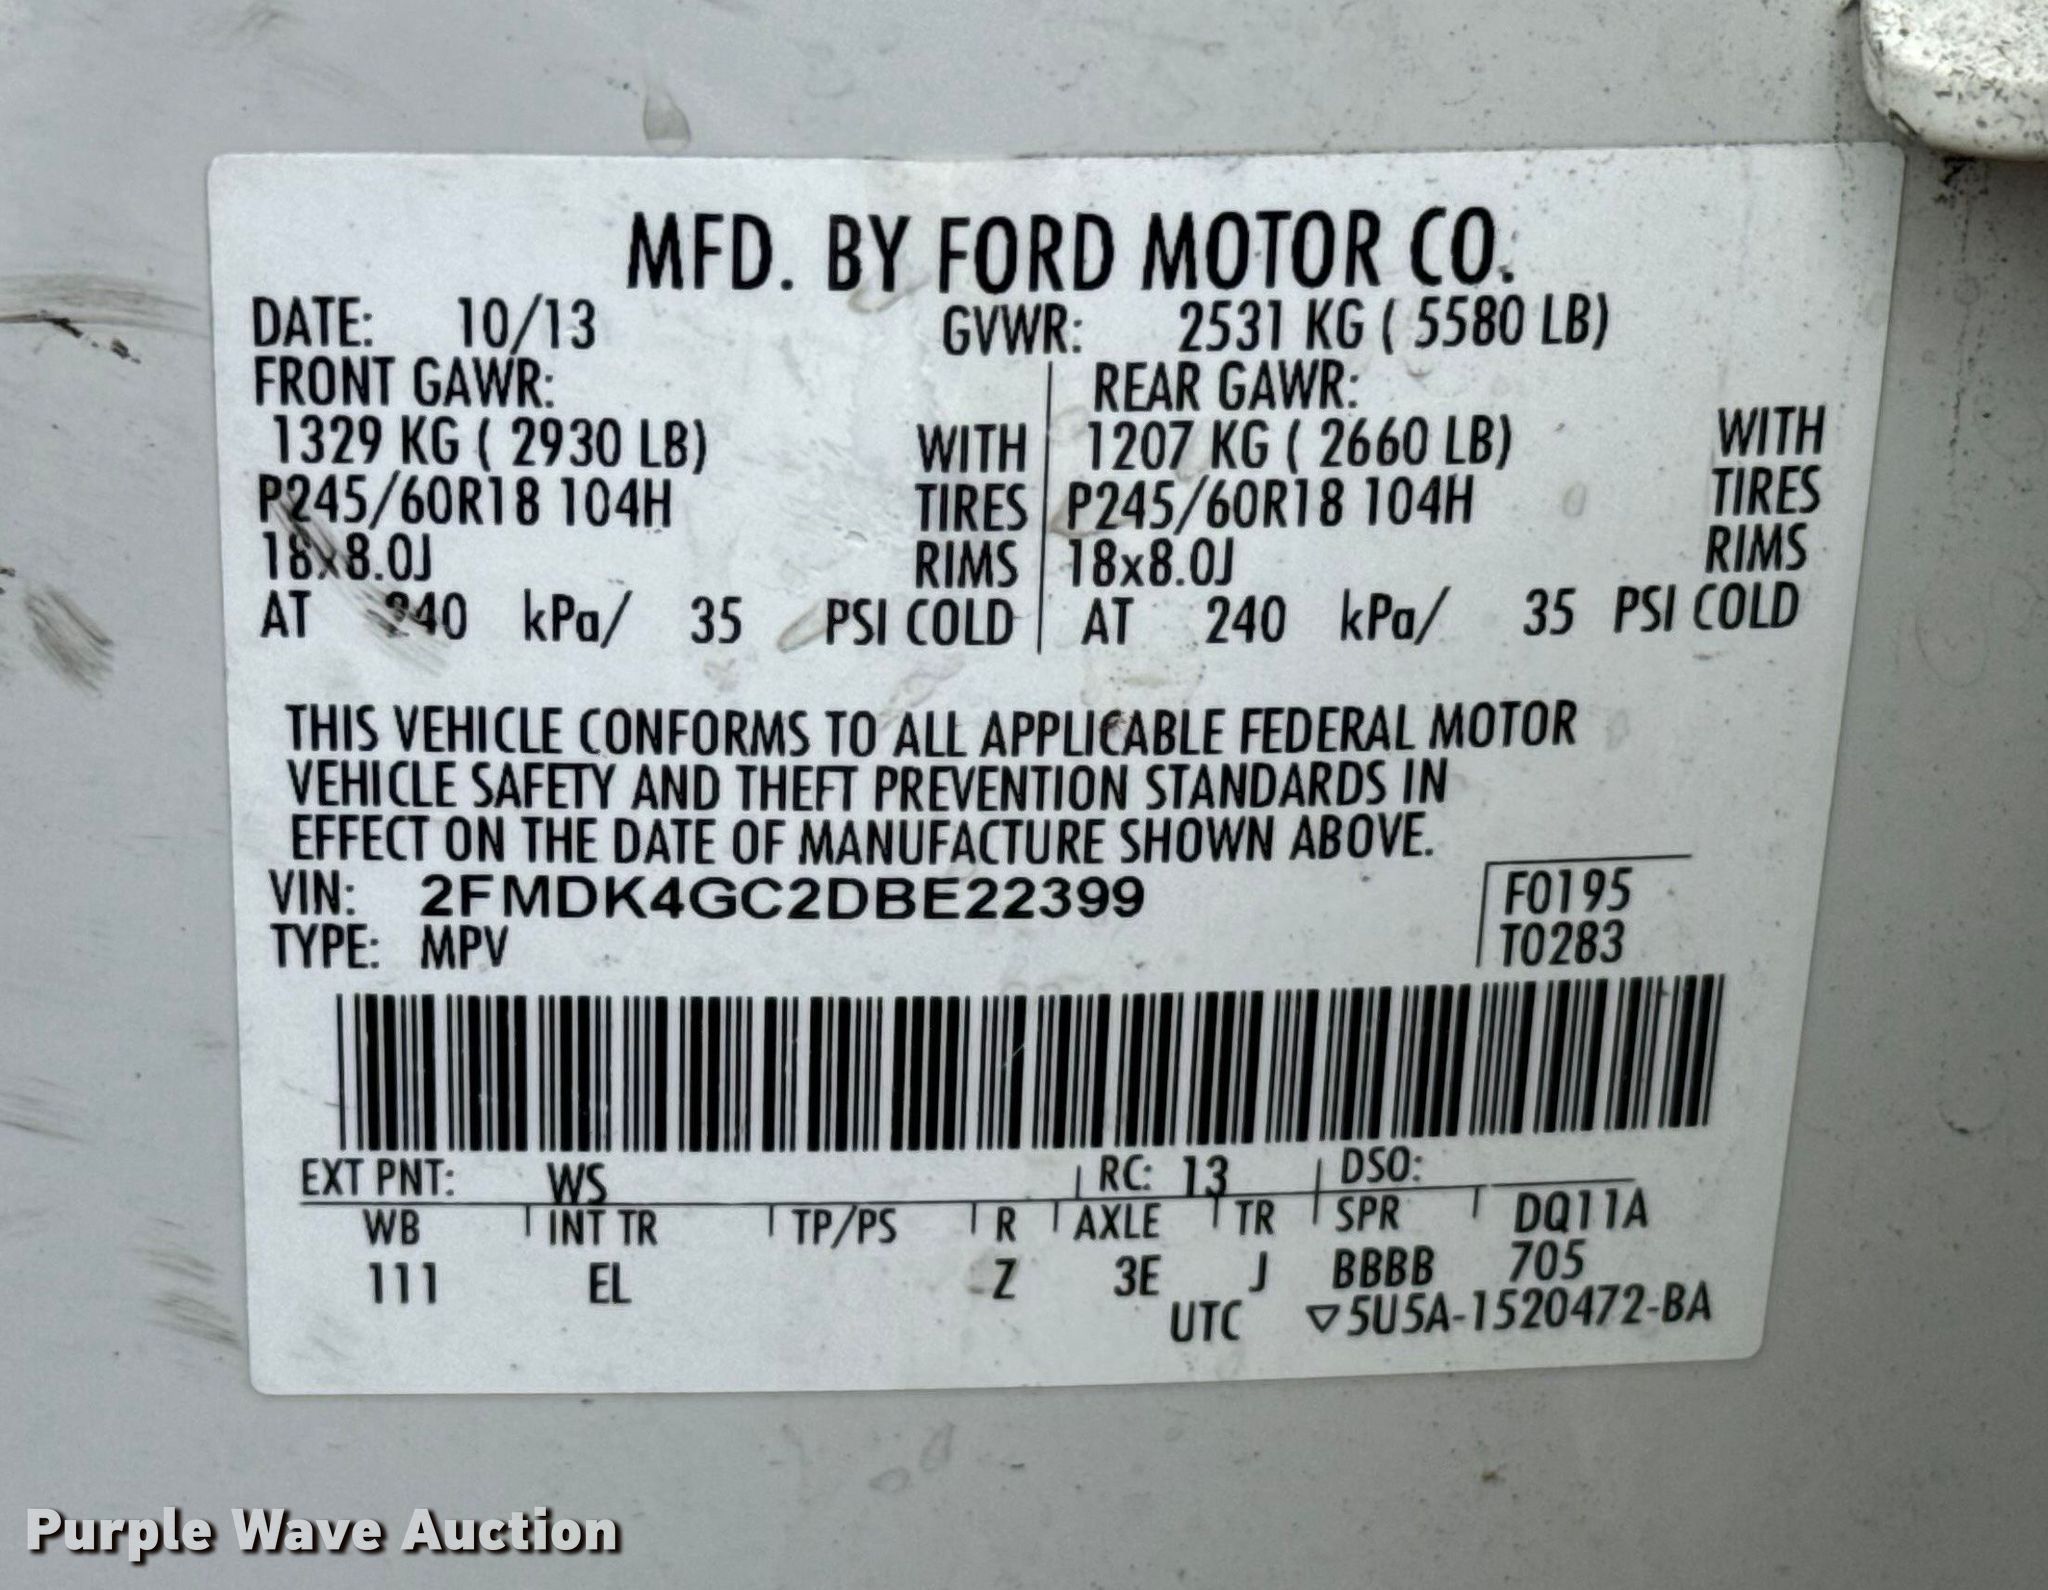 MFD. BY FORD MOTOR CO.
DATE: 10/13 GVWR: 2531 KG ( 5580 LB)
FRONT GAWR: REAR GAWR:
1329 KG ( 2930 LB) WITH 1207 KG ( 2660 LB) WITH
P245/60R18 104H TIRES P245/60R18 104H TIRES
18x8.0J RIMS 18x8.0J RIMS
AT 240 kPa/ 35 PSI COLD AT 240 kPa/ 35 PSI COLD
THIS VEHICLE CONFORMS TO ALL APPLICABLE FEDERAL MOTOR
VEHICLE SAFETY AND THEFT PREVENTION STANDARDS IN
EFFECT ON THE DATE OF MANUFACTURE SHOWN ABOVE.
VIN: 2FMDK4GC2DBE22399 F0195
TYPE: MPV T0283
EXT PNT: WS RC: 13 DSO:
WB INT TR TP/PS R AXLE TR SPR DQ11A
111 EL Z 3E J BBBB 705
UTC ▽5U5A-1520472-BA
Purple Wave Auction